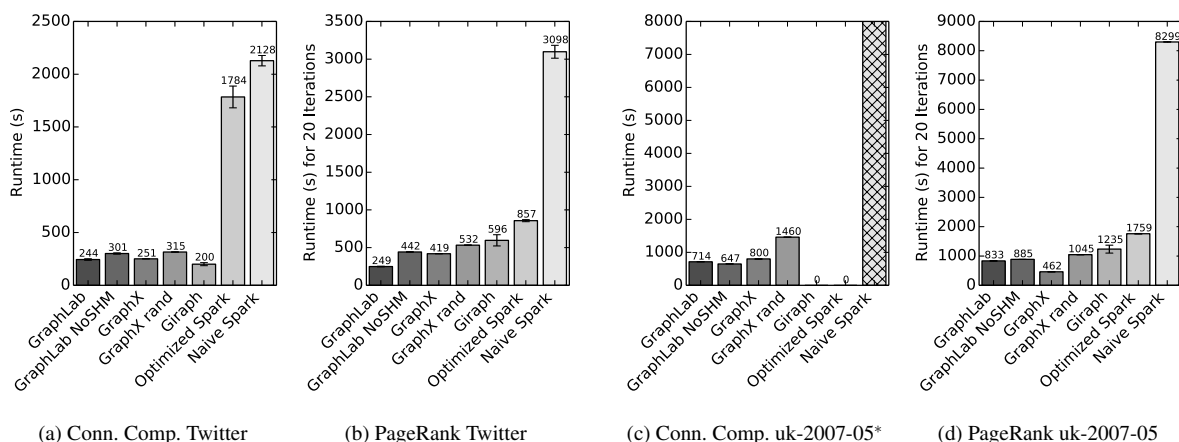 Runtime (s)
3500
2500
2000
1500
1000
500
0
244
301
251
315
200
1784
2128
GraphLab
GraphLab NoSHM
GraphX
GraphX rand
Giraph
Optimized Spark
Naive Spark
(a) Conn. Comp. Twitter
Runtime (s) for 20 Iterations
3500
3000
2500
2000
1500
1000
500
0
249
442
419
532
596
857
3098
GraphLab
GraphLab NoSHM
GraphX
GraphX rand
Giraph
Optimized Spark
Naive Spark
(b) PageRank Twitter
Runtime (s)
8000
7000
6000
5000
4000
3000
2000
1000
0
714
647
800
1460
0
0
GraphLab
GraphLab NoSHM
GraphX
GraphX rand
Giraph
Optimized Spark
Naive Spark
(c) Conn. Comp. uk-2007-05*
Runtime (s) for 20 Iterations
9000
8000
7000
6000
5000
4000
3000
2000
1000
0
833
885
462
1045
1235
1759
8299
GraphLab
GraphLab NoSHM
GraphX
GraphX rand
Giraph
Optimized Spark
Naive Spark
(d) PageRank uk-2007-05